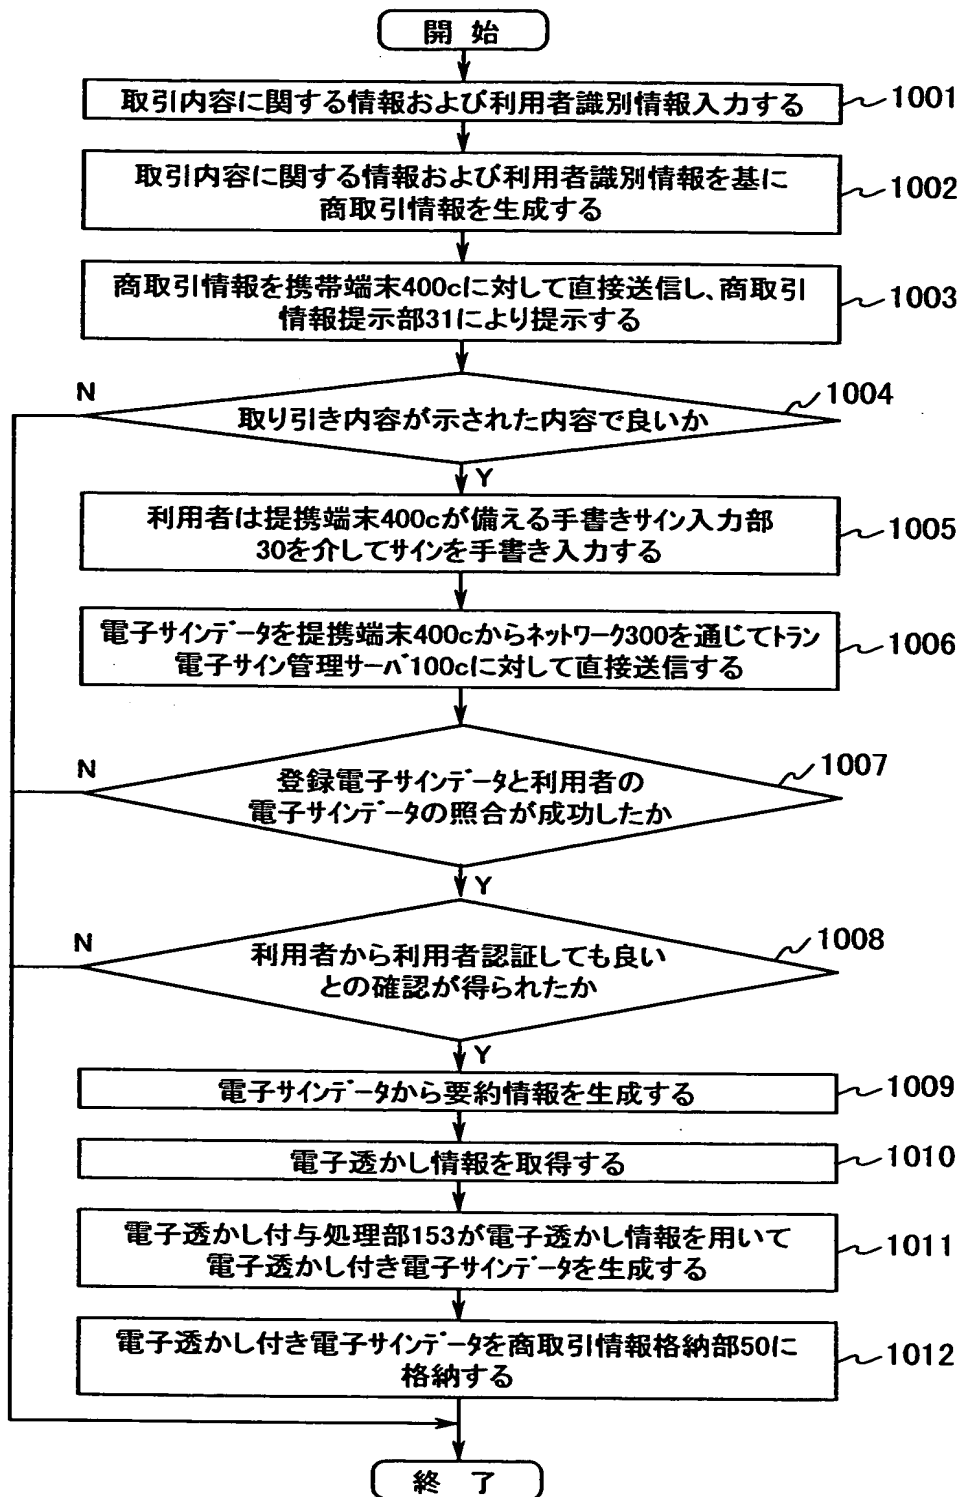 開 始
取引内容に関する情報および利用者識別情報入力する
1001
取引内容に関する情報および利用者識別情報を基に
商取引情報を生成する
1002
商取引情報を携帯端末400cに対して直接送信し、商取引
情報提示部31により提示する
1003
N
取り引き内容が示された内容で良いか
1004
Y
利用者は提携端末400cが備える手書きサイン入力部
30を介してサインを手書き入力する
1005
電子サインデータを提携端末400cからネットワーク300を通じてトラン
電子サイン管理サーバ100cに対して直接送信する
1006
N
登録電子サインデータと利用者の
電子サインデータの照合が成功したか
1007
Y
N
利用者から利用者認証しても良い
との確認が得られたか
1008
Y
電子サインデータから要約情報を生成する
1009
電子透かし情報を取得する
1010
電子透かし付与処理部153が電子透かし情報を用いて
電子透かし付き電子サインデータを生成する
1011
電子透かし付き電子サインデータを商取引情報格納部50に
格納する
1012
終 了